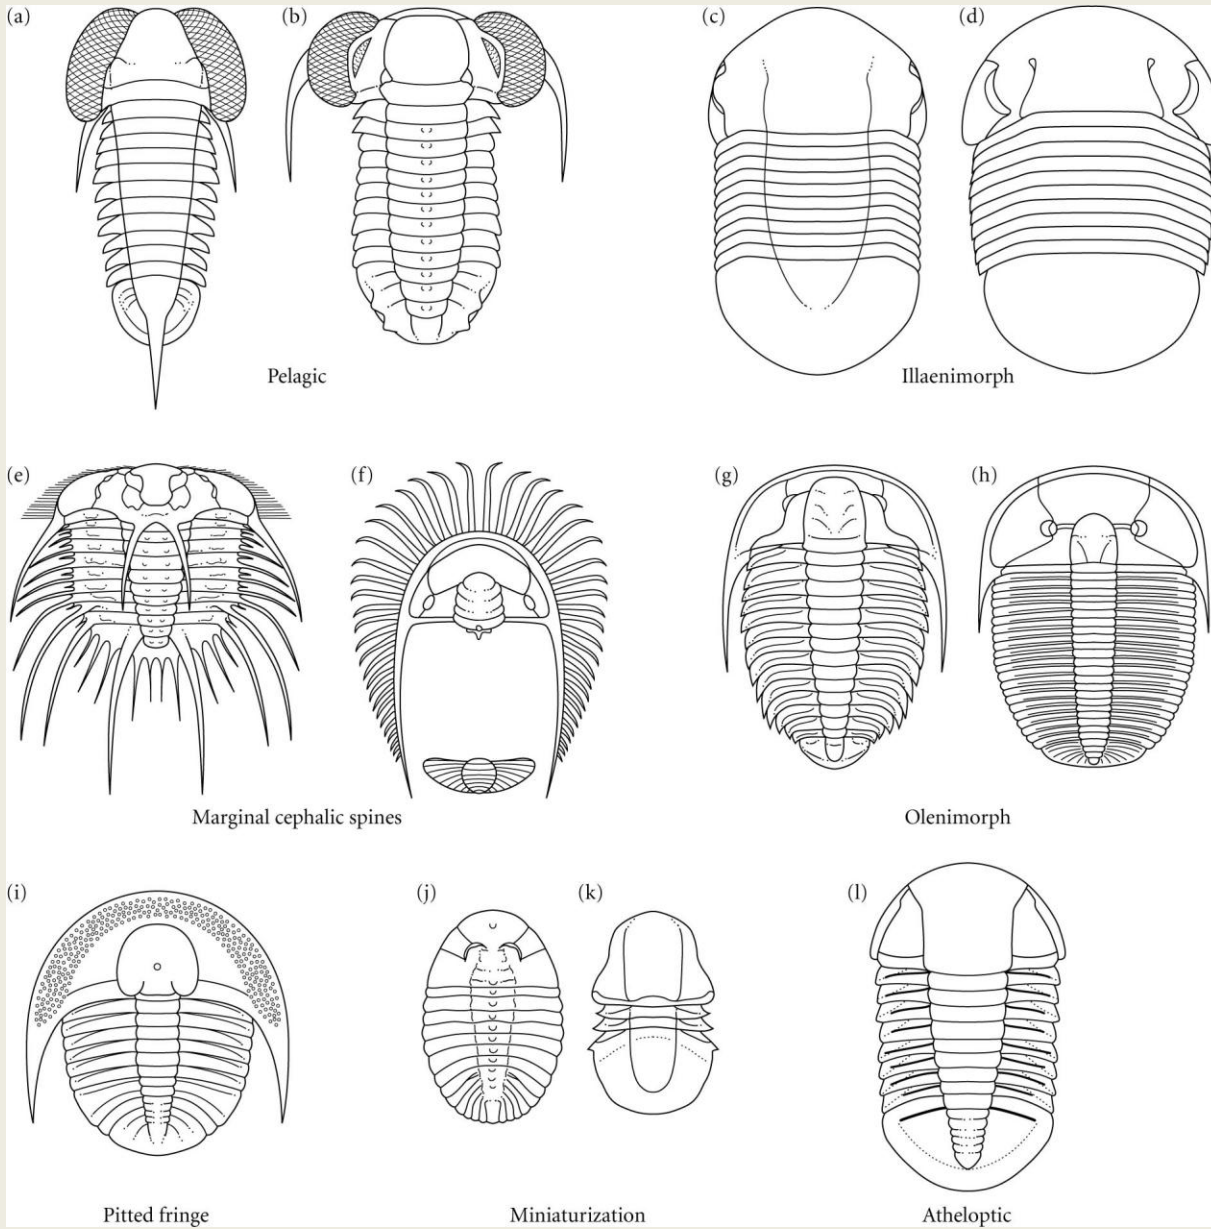 (a) (b) (c) (d)
Pelagic Illaenimorph
(e) (f) (g) (h)
Marginal cephalic spines Olenimorph
(i) (j) (k) (l)
Pitted fringe Miniaturization Atheloptic